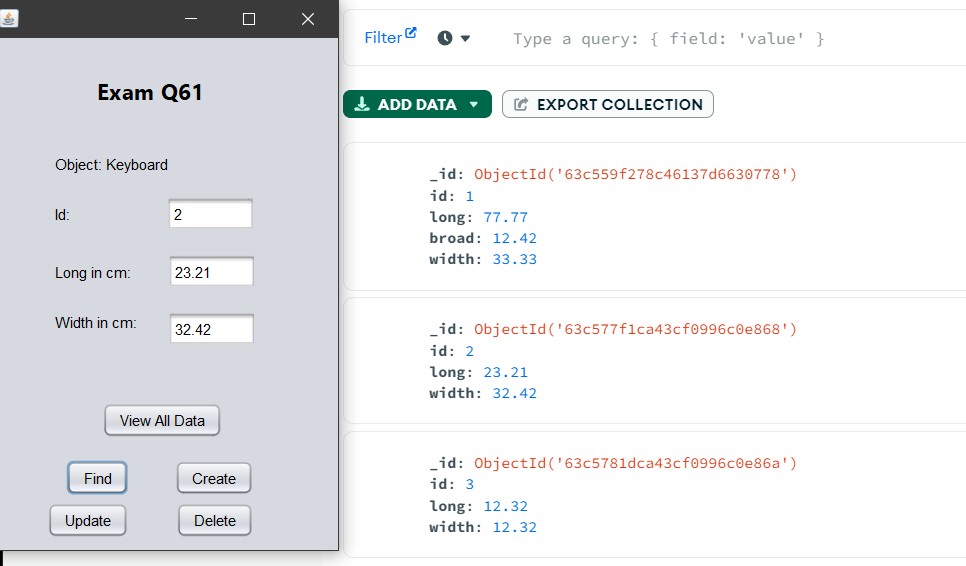 Exam Q61
Object: Keyboard
Id:
2
Long in cm:
23.21
Width in cm:
32.42
View All Data
Find
Create
Update
Delete
Filter
Type a query: { field: 'value' }
ADD DATA
EXPORT COLLECTION
_id: ObjectId('63c559f278c46137d6630778')
id: 1
long: 77.77
broad: 12.42
width: 33.33
_id: ObjectId('63c577f1ca43cf0996c0e868')
id: 2
long: 23.21
width: 32.42
_id: ObjectId('63c5781dca43cf0996c0e86a')
id: 3
long: 12.32
width: 12.32